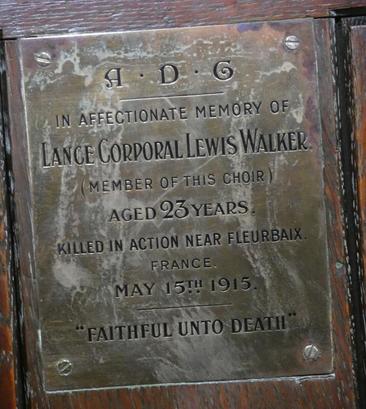 A · D · G
IN AFFECTIONATE MEMORY OF
LANCE CORPORAL LEWIS WALKER.
(MEMBER OF THIS CHOIR)
AGED 23 YEARS.
KILLED IN ACTION NEAR FLEURBAIX.
FRANCE.
MAY 15TH 1915.
"FAITHFUL UNTO DEATH"